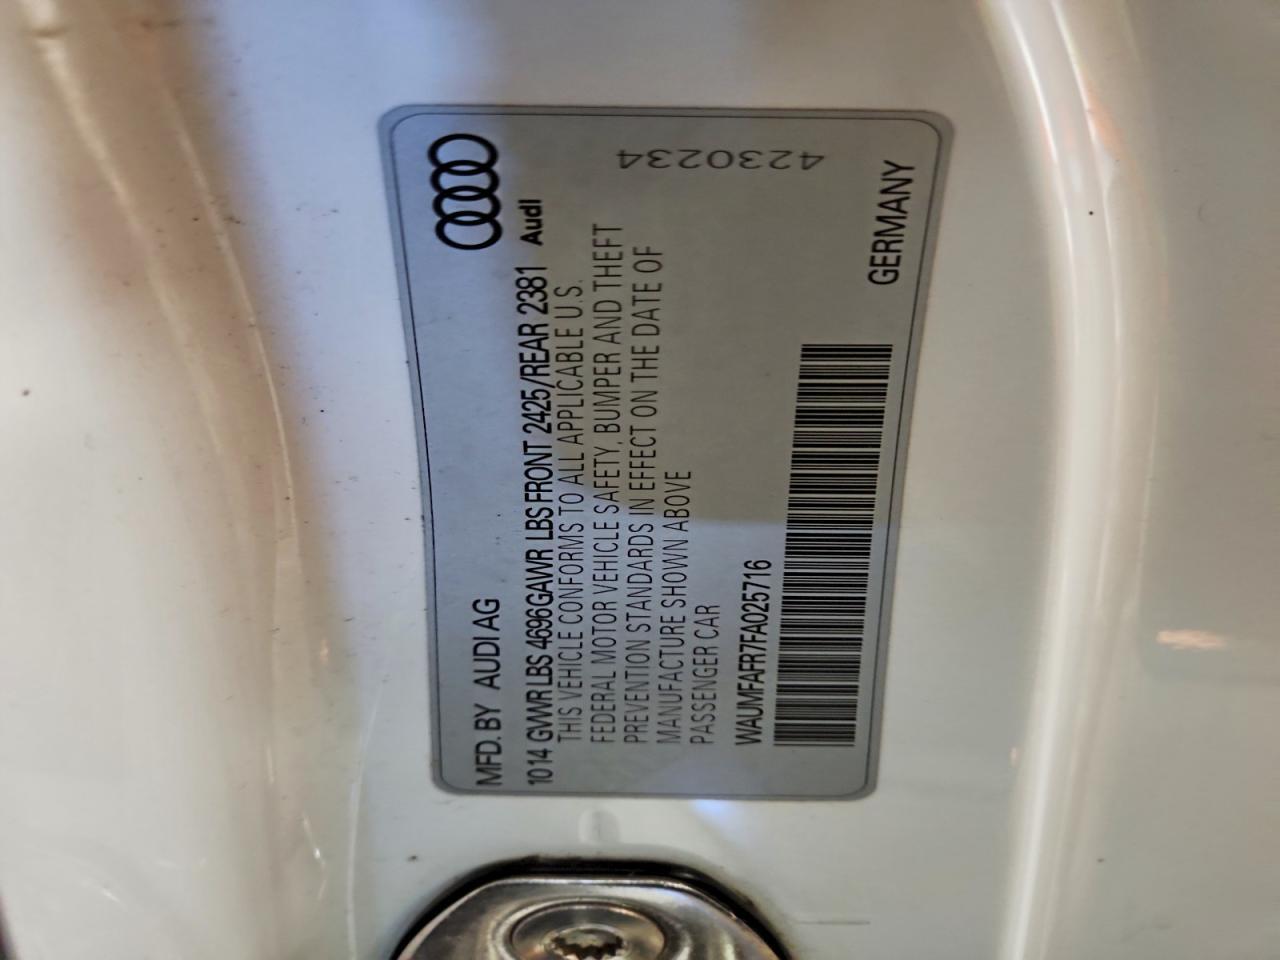 MFD. BY AUDI AG
1014 GVWR LBS 4696 GAWR LBS FRONT 2425/REAR 2381 Audi
THIS VEHICLE CONFORMS TO ALL APPLICABLE U.S.
FEDERAL MOTOR VEHICLE SAFETY, BUMPER AND THEFT
PREVENTION STANDARDS IN EFFECT ON THE DATE OF
MANUFACTURE SHOWN ABOVE
PASSENGER CAR
4230234
WAUMFAFR7FA025716
GERMANY